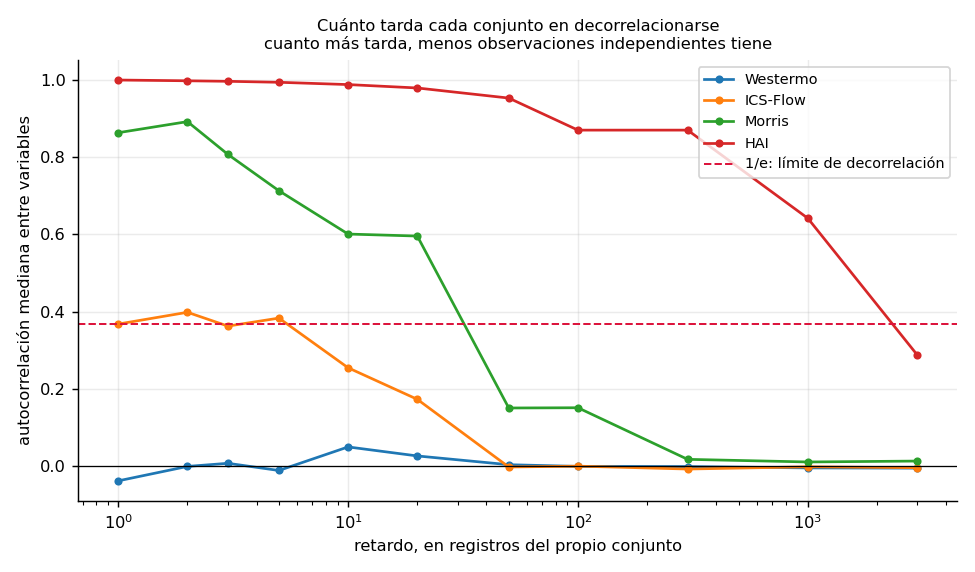 Cuánto tarda cada conjunto en decorrelacionarse
cuanto más tarda, menos observaciones independientes tiene
autocorrelación mediana entre variables
1.0
0.8
0.6
0.4
0.2
0.0
Westermo
ICS-Flow
Morris
HAI
1/e: límite de decorrelación
10⁰
10¹
10²
10³
retardo, en registros del propio conjunto